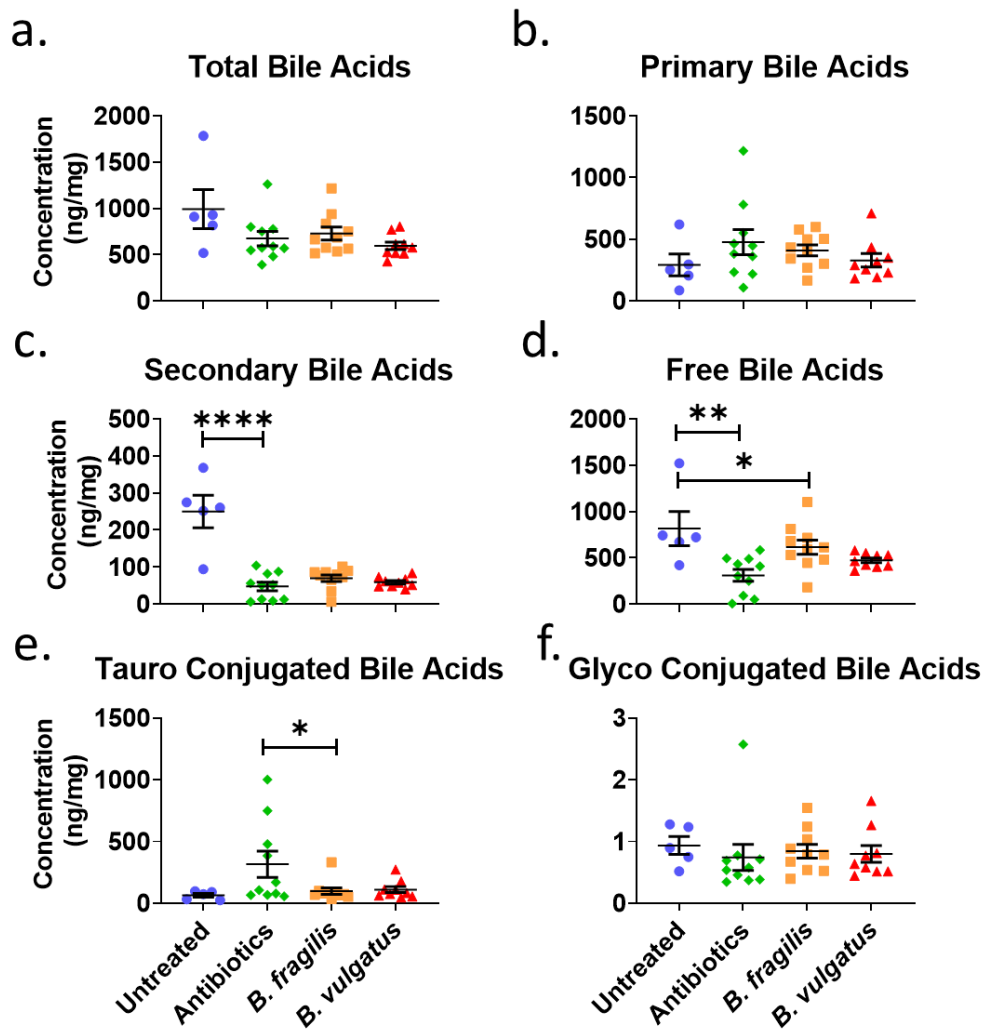 a.
Total Bile Acids
Concentration
(ng/mg)
2000
1500
1000
500
0
b.
Primary Bile Acids
1500
1000
500
0
c.
Secondary Bile Acids
Concentration
(ng/mg)
500
400
300
200
100
0
****
d.
Free Bile Acids
2000
1500
1000
500
0
**
*
e.
Tauro Conjugated Bile Acids
Concentration
(ng/mg)
1500
1000
500
0
*
Untreated
Antibiotics
B. fragilis
B. vulgatus
f.
Glyco Conjugated Bile Acids
3
2
1
0
Untreated
Antibiotics
B. fragilis
B. vulgatus